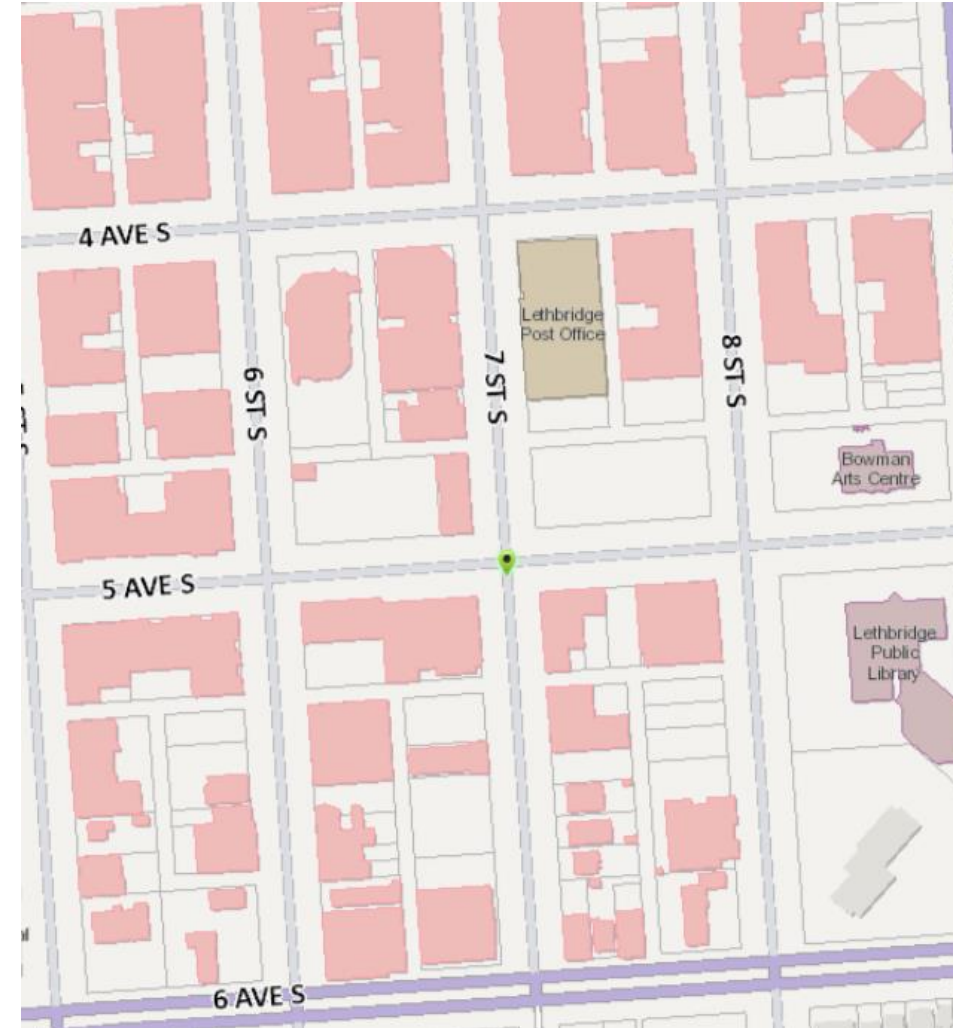 4 AVE S
Lethbridge
Post Office
6 ST S
7 ST S
8 ST S
Bowman
Arts Centre
5 AVE S
Lethbridge
Public
Library
6 AVE S